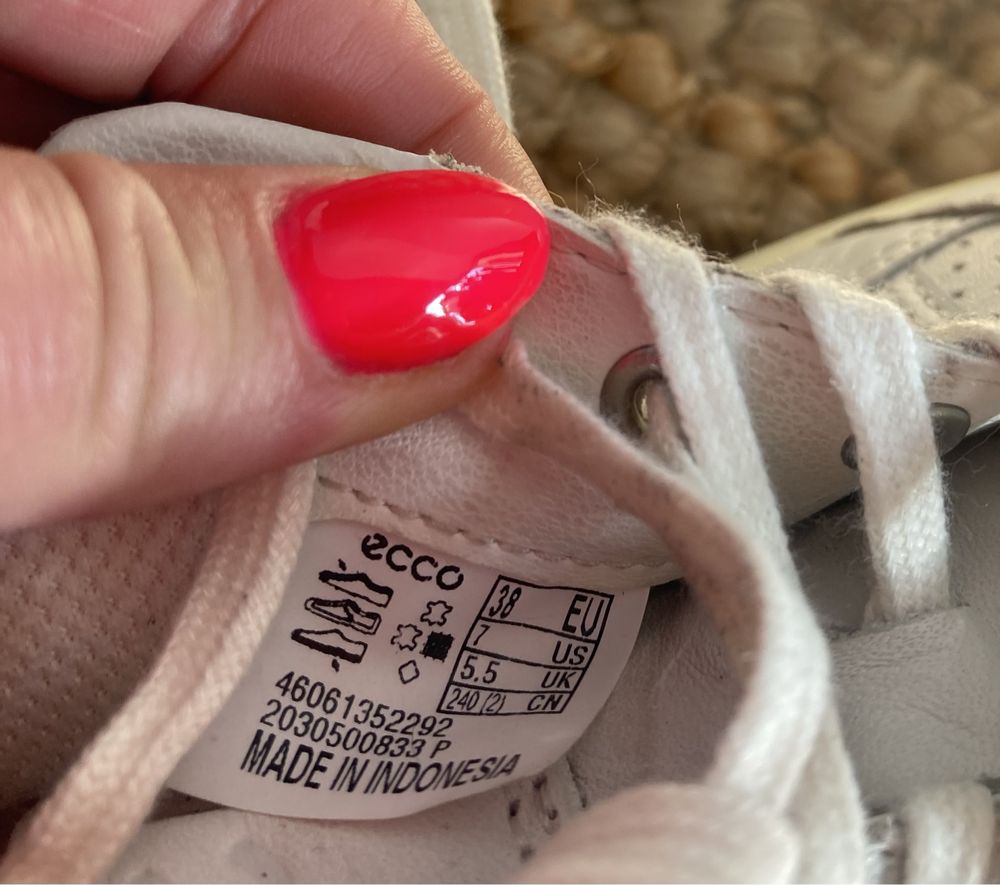 ecco
38 EU
7 US
5.5 UK
240 (2) CN
46061352292
2030500833 P
MADE IN INDONESIA